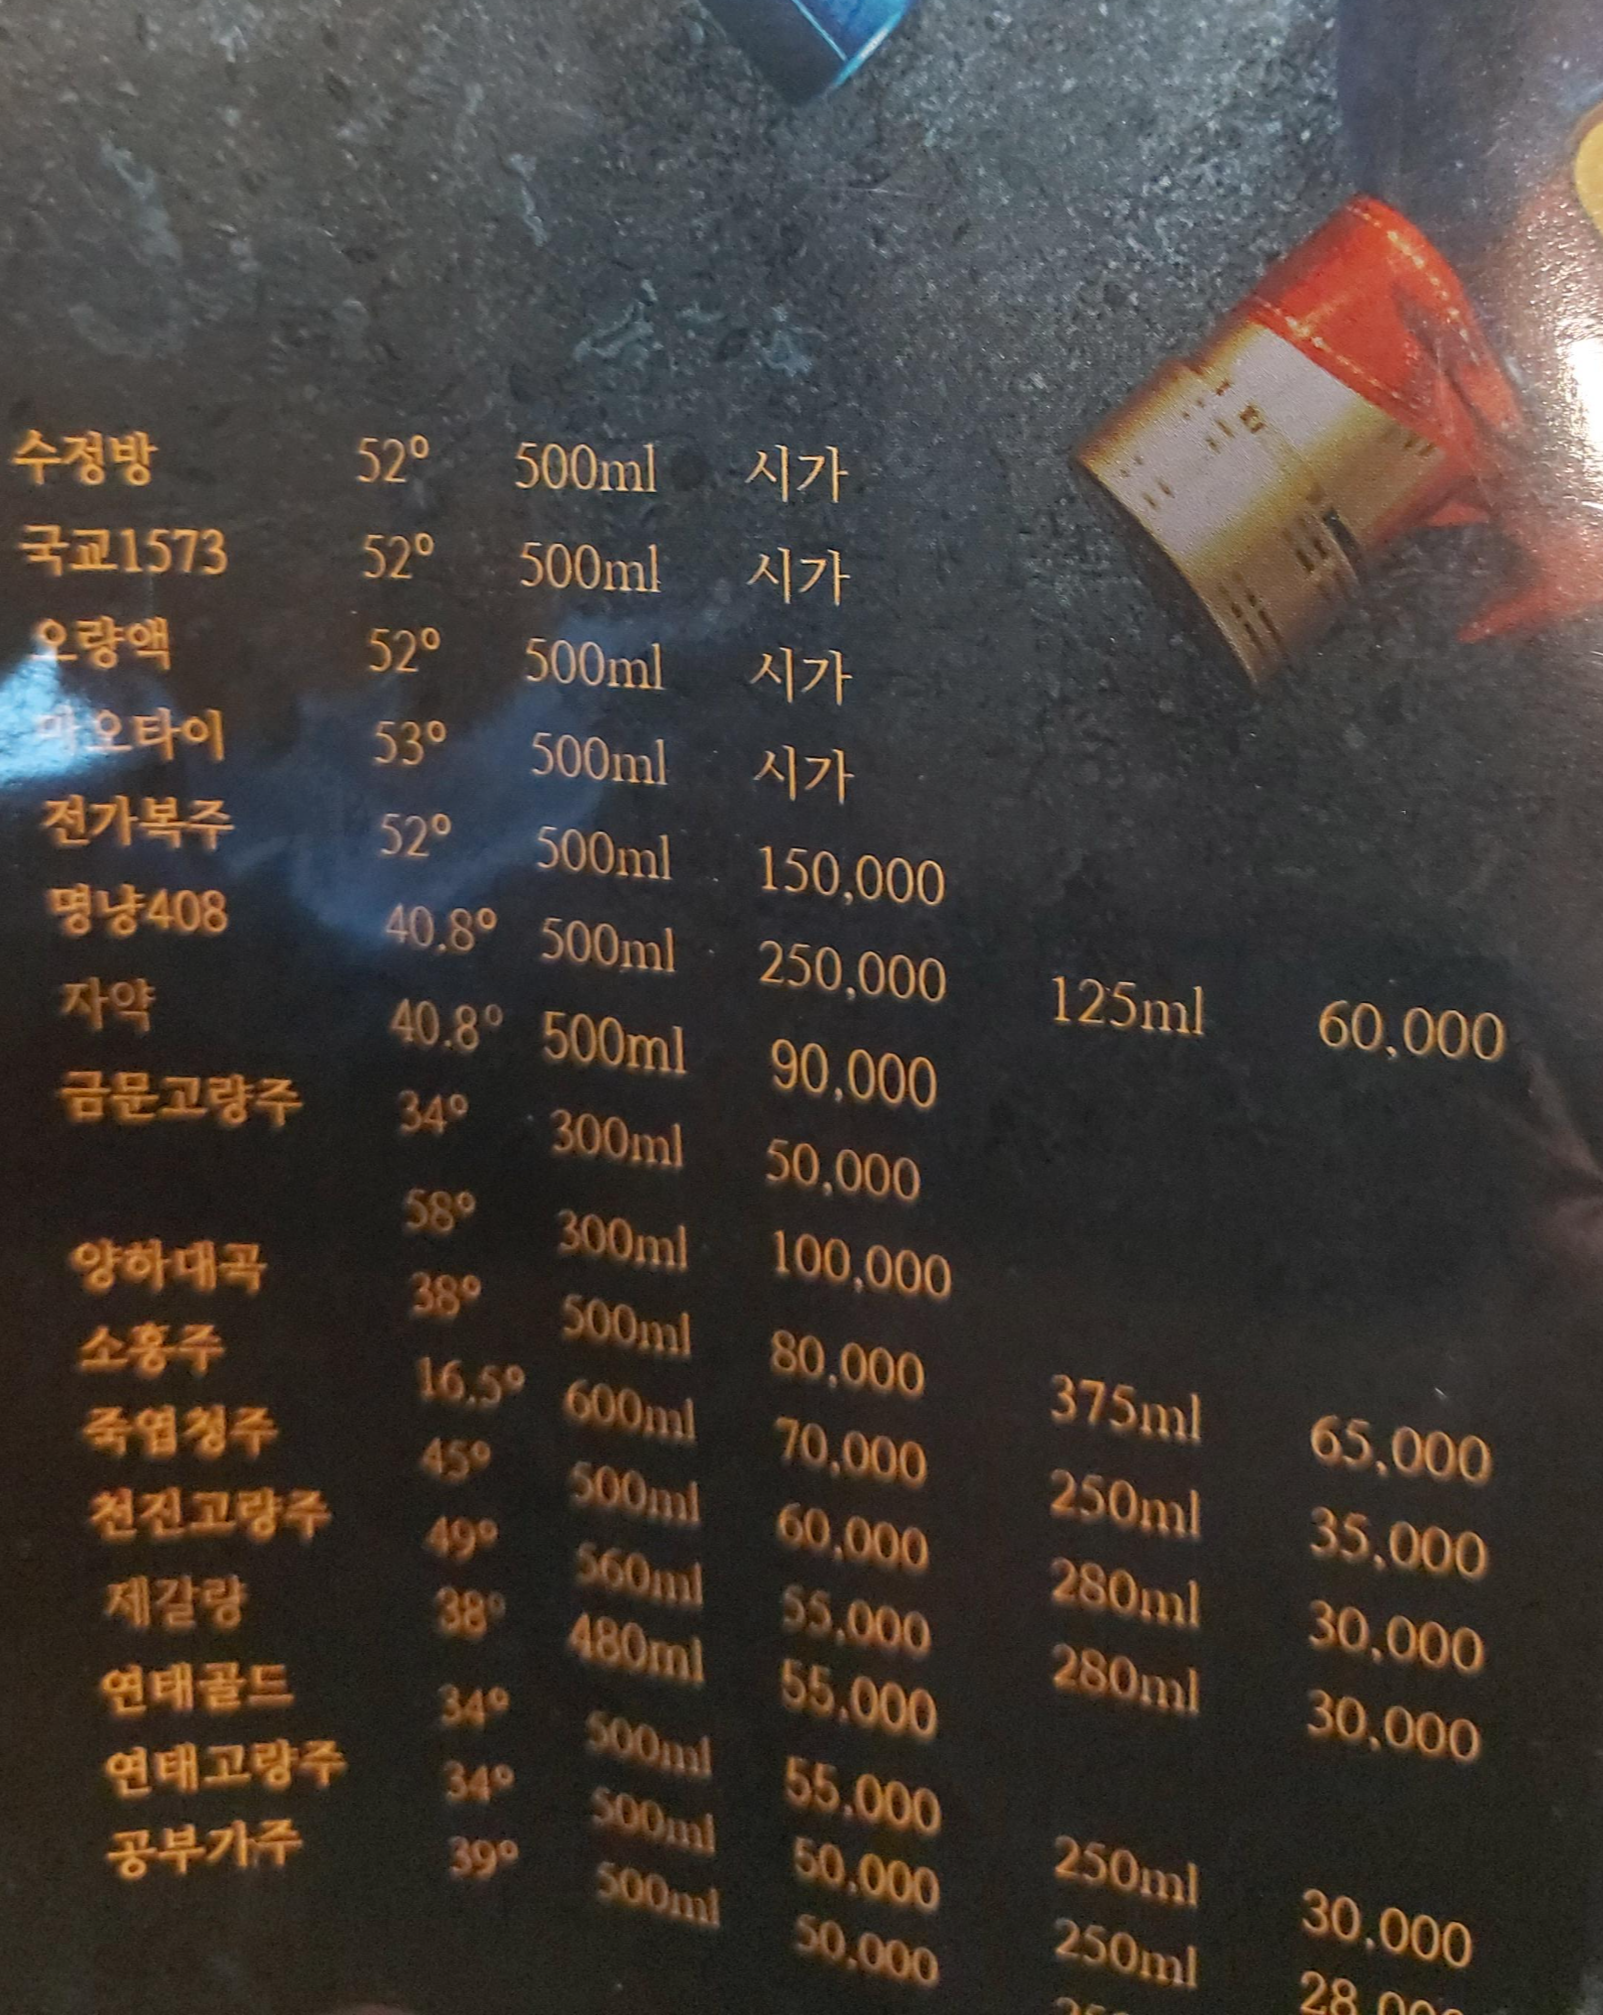 수정방 52° 500ml 시가
국교1573 52° 500ml 시가
오량액 52° 500ml 시가
마오타이 53° 500ml 시가
전가복주 52° 500ml 150,000
명냥408 40.8° 500ml 250,000 125ml 60,000
자약 40.8° 500ml 90,000
금문고량주 34° 300ml 50,000
58° 300ml 100,000
양하대곡 38° 500ml 80,000 375ml 65,000
소홍주 16.5° 600ml 70,000 250ml 35,000
죽엽청주 45° 500ml 60,000 280ml 30,000
천진고량주 49° 560ml 55,000 280ml 30,000
제갈량 38° 480ml 55,000
연태골드 34° 500ml 55,000 250ml 30,000
연태고량주 34° 500ml 50,000 250ml 28,000
공부가주 39° 500ml 50,000